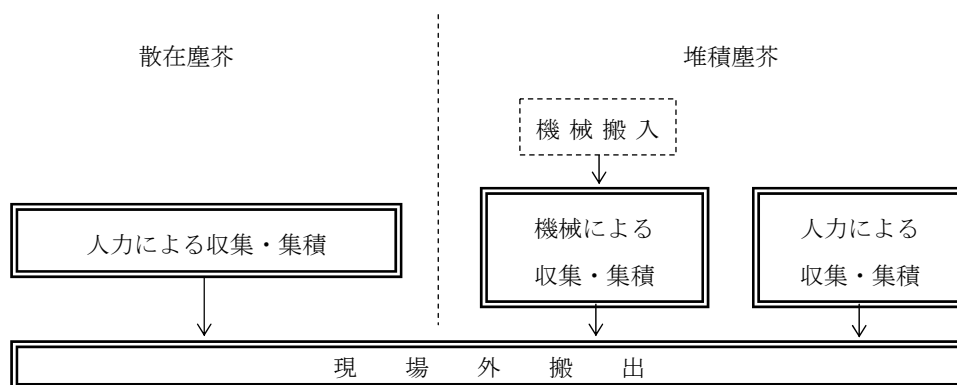 散在塵芥
堆積塵芥
機械搬入
人力による収集・集積
機械による
収集・集積
人力による
収集・集積
現場外搬出